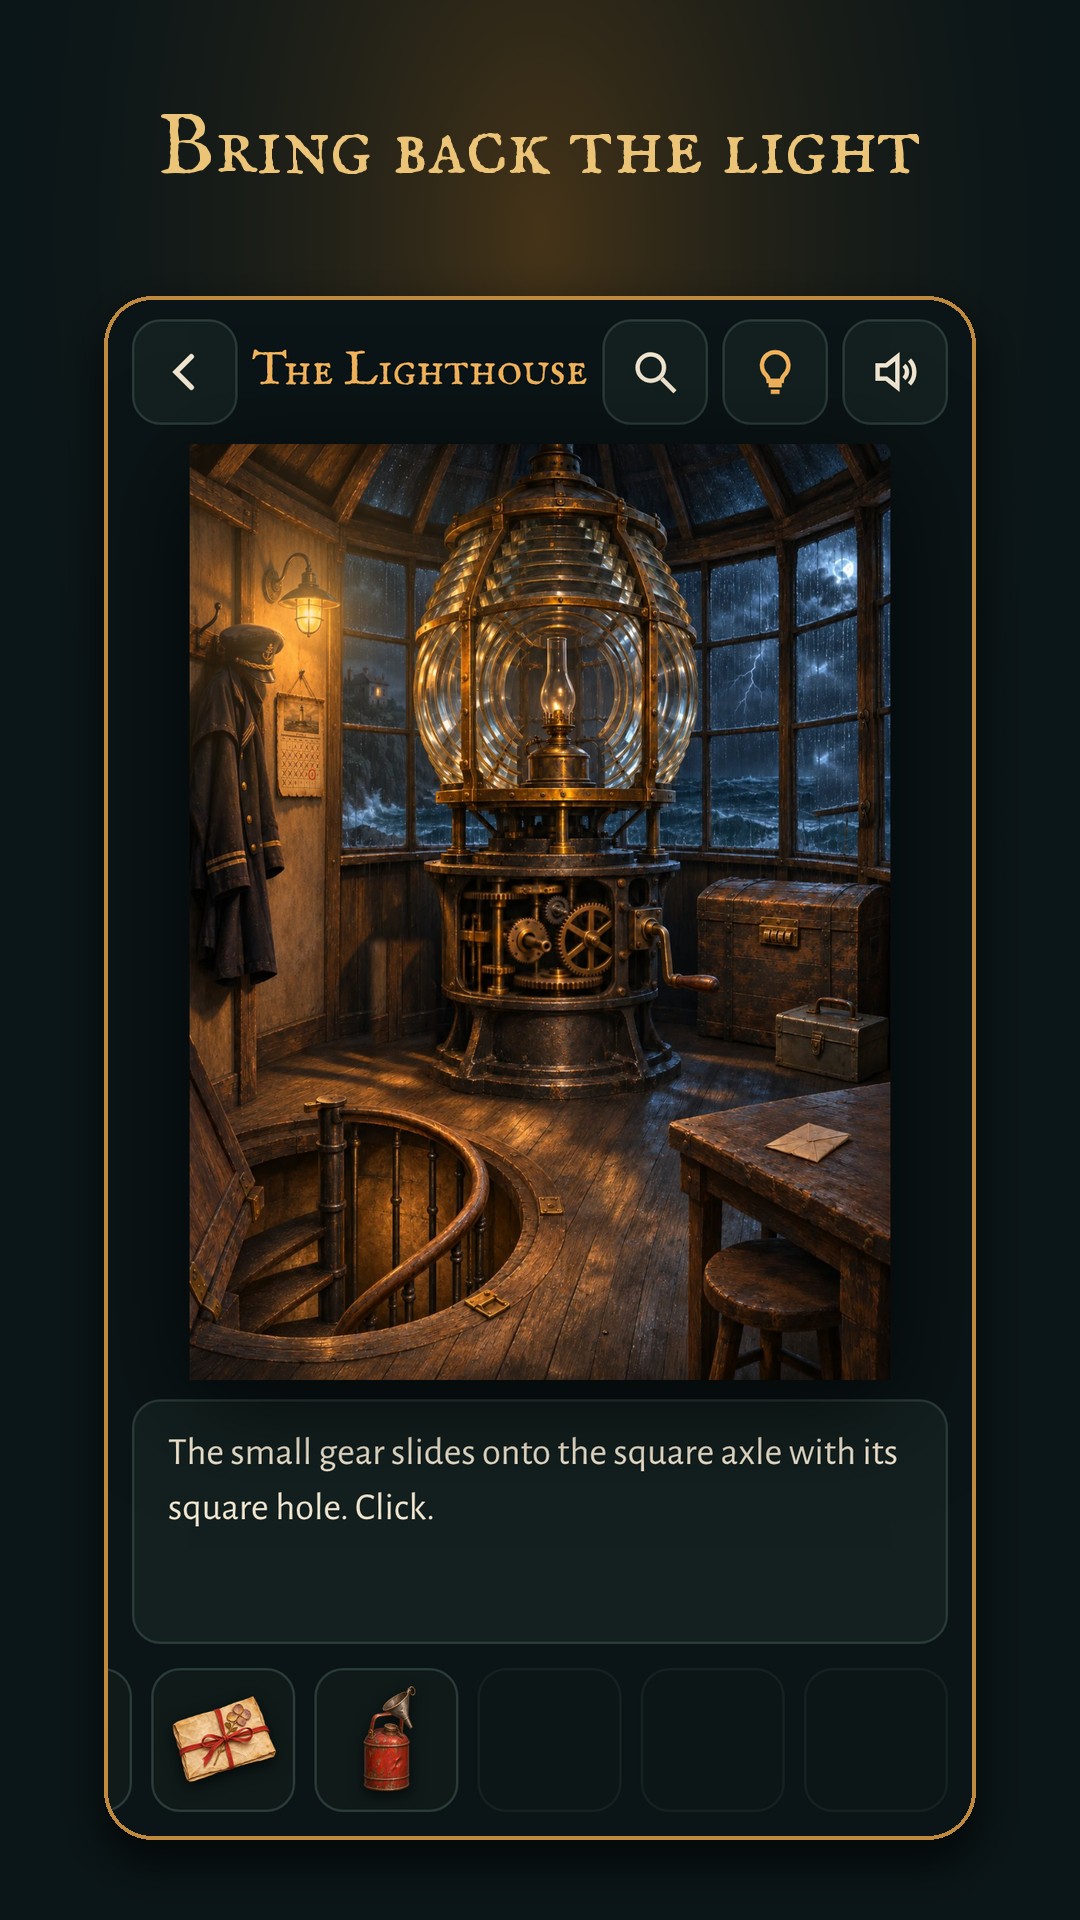 Bring back the light
The Lighthouse
The small gear slides onto the square axle with its
square hole. Click.